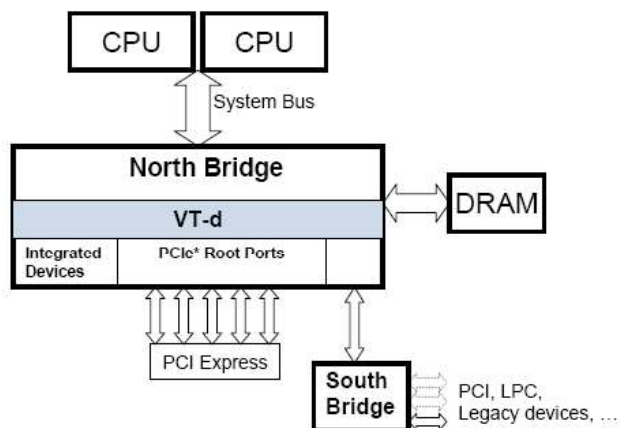 CPU CPU
System Bus
North Bridge
VT-d
DRAM
Integrated
Devices
PCIe* Root Ports
PCI Express
South
Bridge
PCI, LPC,
Legacy devices, ...